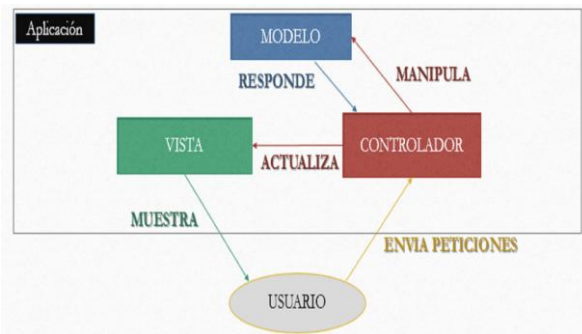 Aplicación
MODELO
RESPONDE
MANIPULA
VISTA
ACTUALIZA
CONTROLADOR
MUESTRA
ENVIA PETICIONES
USUARIO